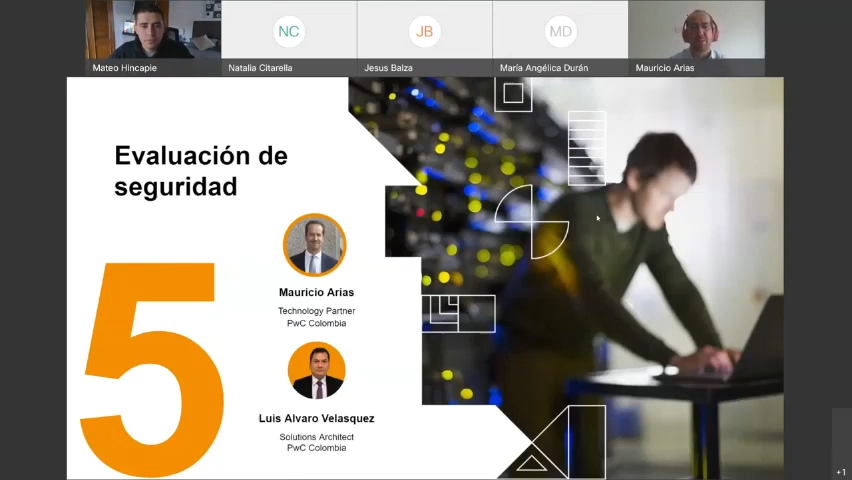 NC
JB
MD
Mateo Hincapie
Natalia Citarella
Jesus Balza
María Angélica Durán
Mauricio Arias
Evaluación de
seguridad
5
Mauricio Arias
Technology Partner
PwC Colombia
Luis Alvaro Velasquez
Solutions Architect
PwC Colombia
+1